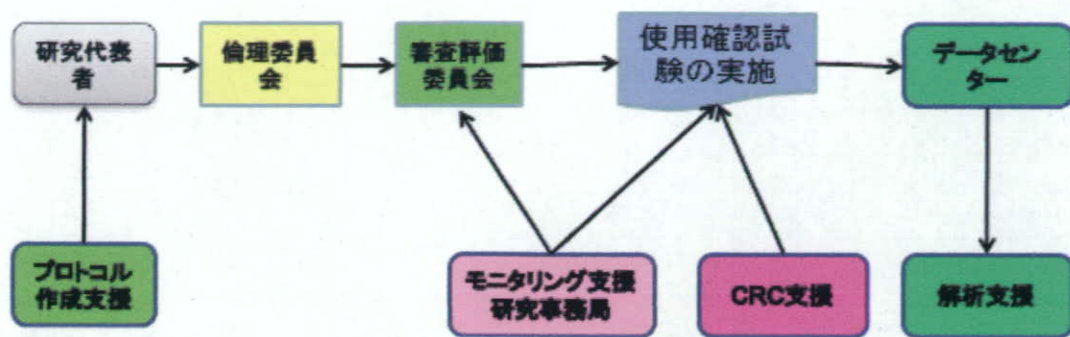 研究代表
者
倫理委員
会
審査評価
委員会
使用確認試
験の実施
データセン
ター
プロトコル
作成支援
モニタリング支援
研究事務局
CRC支援
解析支援